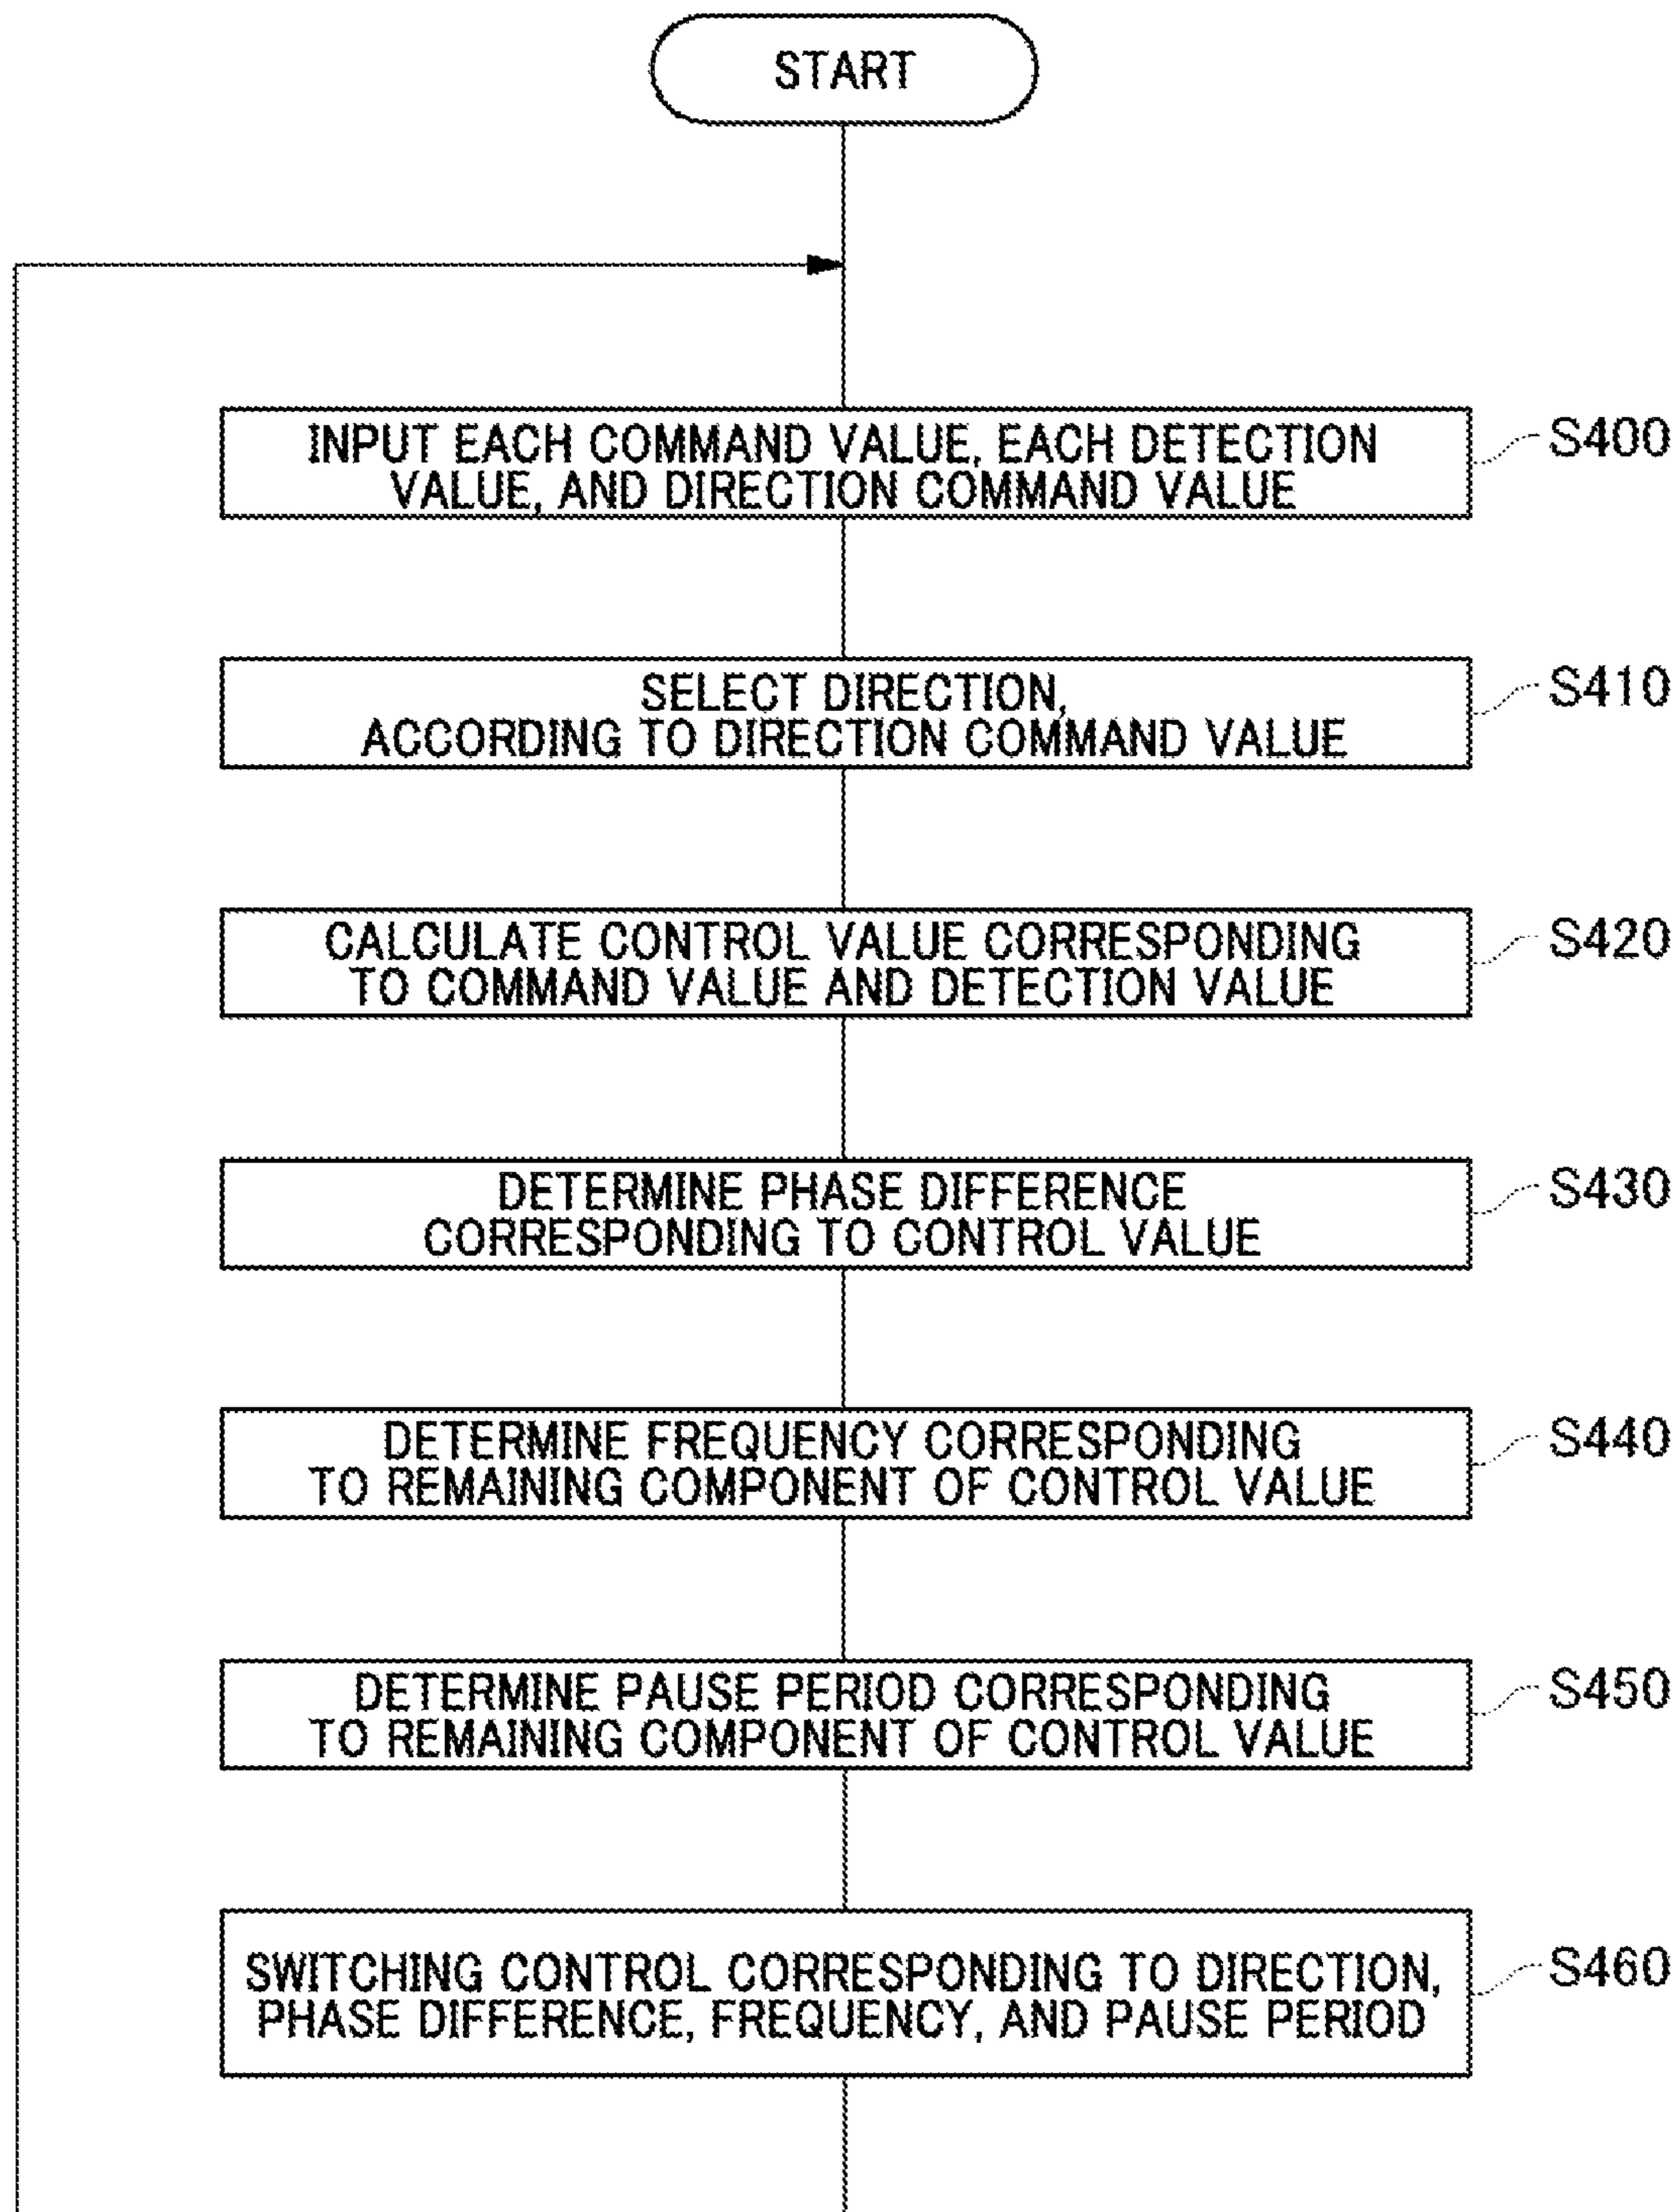 START
INPUT EACH COMMAND VALUE, EACH DETECTION
VALUE, AND DIRECTION COMMAND VALUE
S400
SELECT DIRECTION,
ACCORDING TO DIRECTION COMMAND VALUE
S410
CALCULATE CONTROL VALUE CORRESPONDING
TO COMMAND VALUE AND DETECTION VALUE
S420
DETERMINE PHASE DIFFERENCE
CORRESPONDING TO CONTROL VALUE
S430
DETERMINE FREQUENCY CORRESPONDING
TO REMAINING COMPONENT OF CONTROL VALUE
S440
DETERMINE PAUSE PERIOD CORRESPONDING
TO REMAINING COMPONENT OF CONTROL VALUE
S450
SWITCHING CONTROL CORRESPONDING TO DIRECTION,
PHASE DIFFERENCE, FREQUENCY, AND PAUSE PERIOD
S460